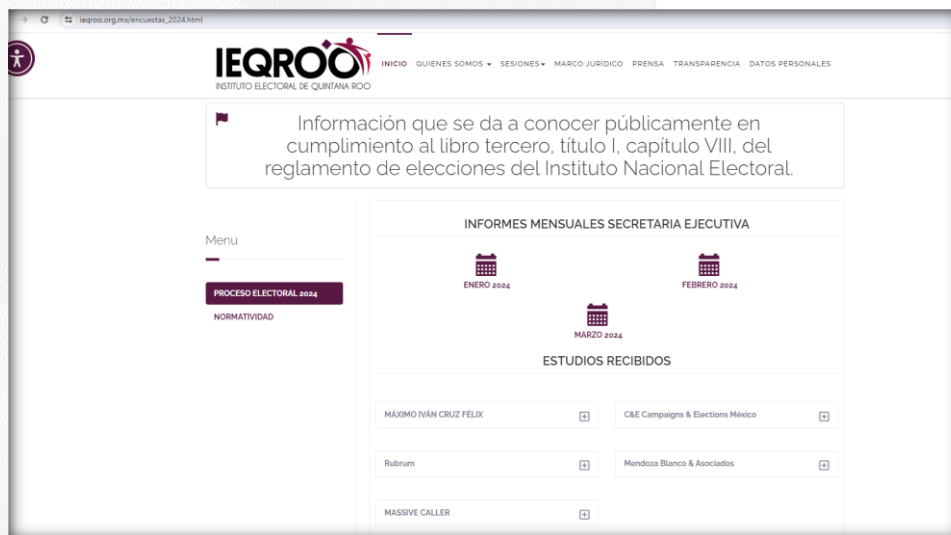 ieqroo.org.mx/encuestas_2024.html
IEQROO
INSTITUTO ELECTORAL DE QUINTANA ROO
INICIO QUIENES SOMOS SESIONES MARCO JURÍDICO PRENSA TRANSPARENCIA DATOS PERSONALES
Información que se da a conocer públicamente en
cumplimiento al libro tercero, título I, capítulo VIII, del
reglamento de elecciones del Instituto Nacional Electoral.
Menu
PROCESO ELECTORAL 2024
NORMATIVIDAD
INFORMES MENSUALES SECRETARIA EJECUTIVA
ENERO 2024
FEBRERO 2024
MARZO 2024
ESTUDIOS RECIBIDOS
MÁXIMO IVÁN CRUZ FÉLIX
C&E Campaigns & Elections México
Rubrum
Mendoza Blanco & Asociados
MASSIVE CALLER